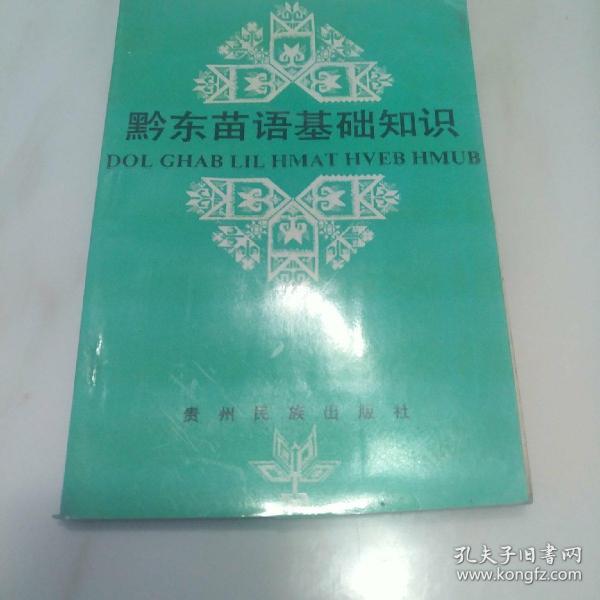 黔东苗语基础知识
DOL GHAB LIL HMAT HVEB HMUB
贵州民族出版社
孔夫子旧书网
www.kongfz.com